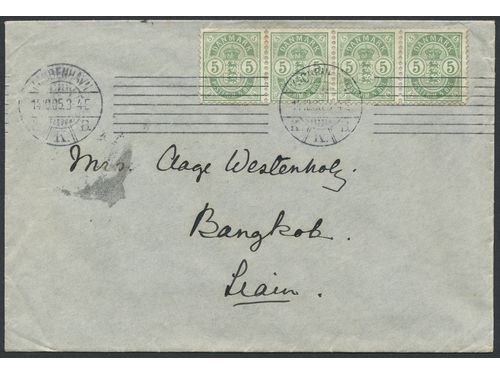 DANMARK DANMARK DANMARK DANMARK
5 5 5 5 5 5 5 5
KJØBENHAVN
K. K. B.
Mrs. Aage Westenholz
Bangkok.
Siam.